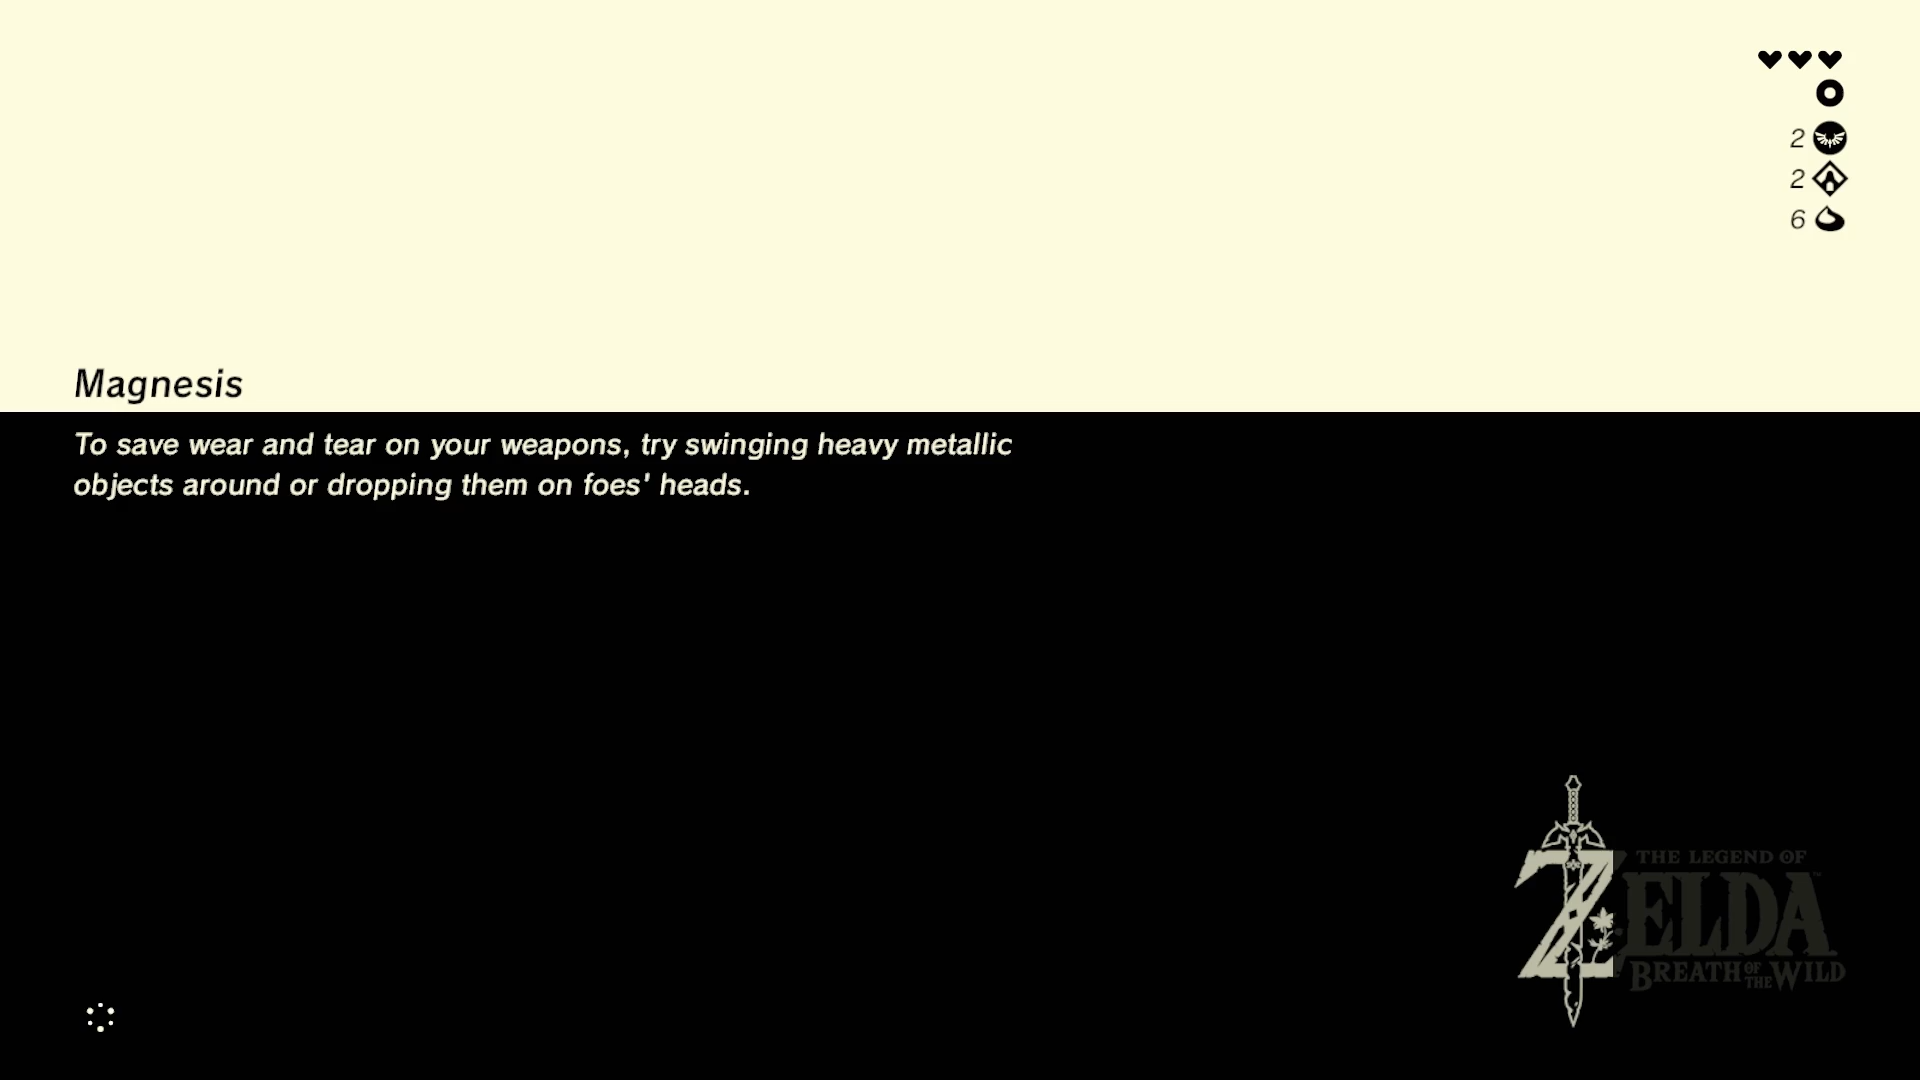 2
2
6
Magnesis
To save wear and tear on your weapons, try swinging heavy metallic
objects around or dropping them on foes' heads.
THE LEGEND OF
ZELDA
BREATH OF THE WILD